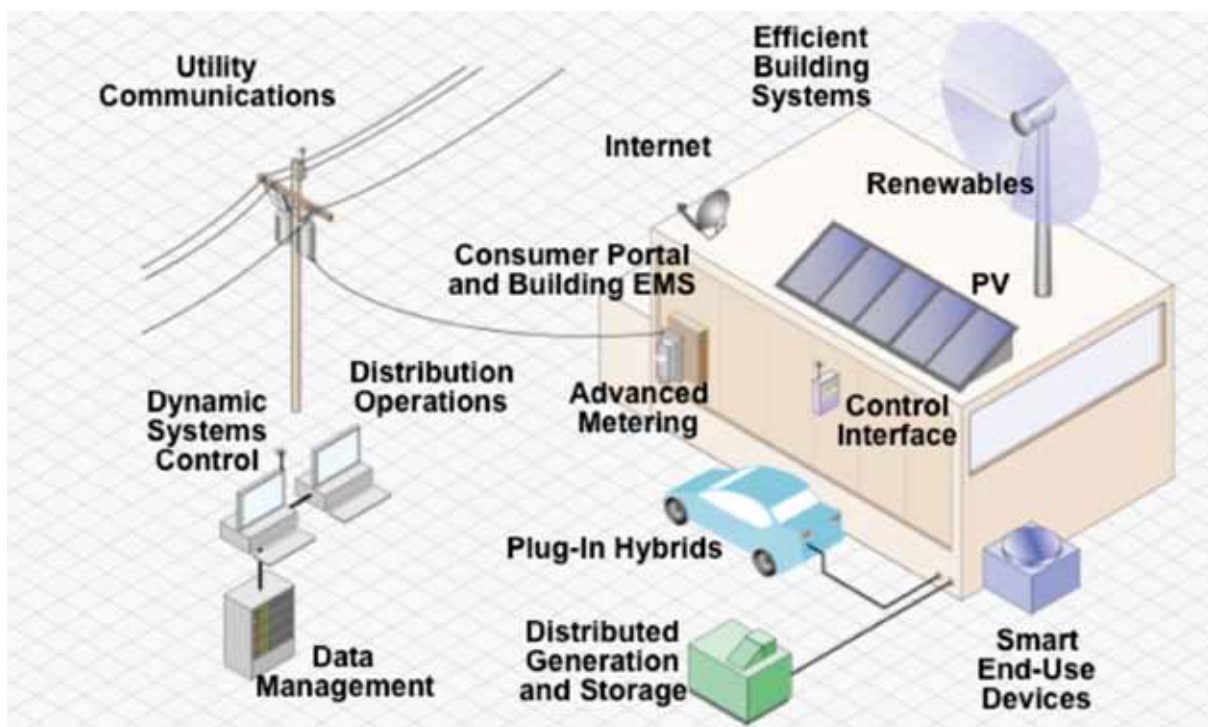 Utility
Communications
Efficient
Building
Systems
Internet
Renewables
Consumer Portal
and Building EMS
PV
Dynamic
Systems
Control
Distribution
Operations
Advanced
Metering
Control
Interface
Plug-In Hybrids
Distributed
Generation
and Storage
Smart
End-Use
Devices
Data
Management